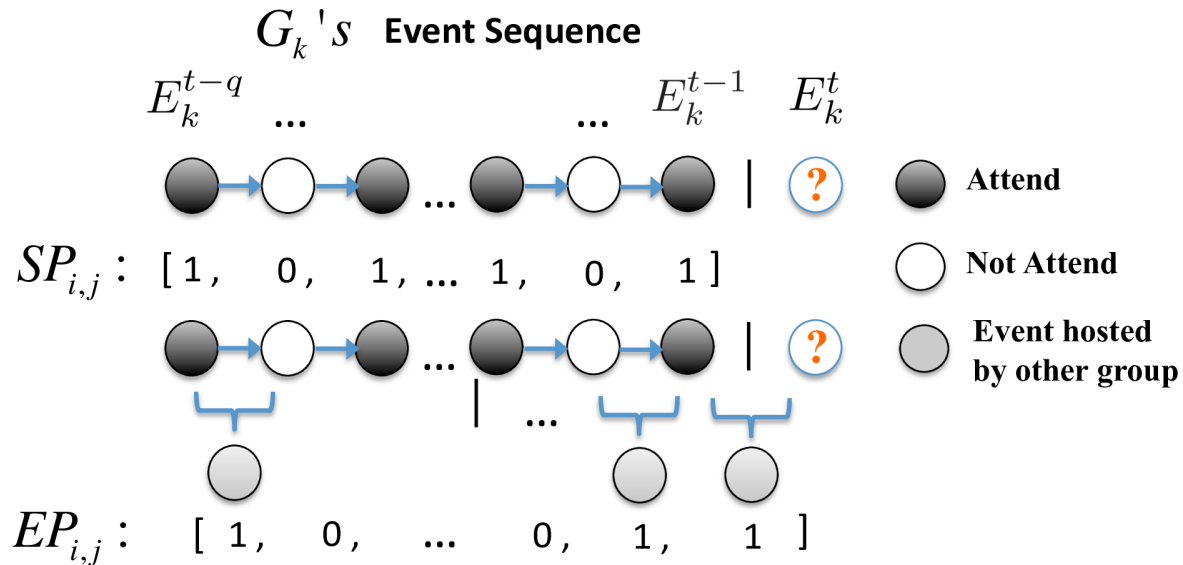 G_k's Event Sequence
E_k^{t-q} ... ... E_k^{t-1} E_k^t
... | ? Attend
SP_{i,j} : [ 1, 0, 1, ... 1, 0, 1 ] Not Attend
... | ? Event hosted
by other group
| ...
EP_{i,j} : [ 1, 0, ... 0, 1, 1 ]